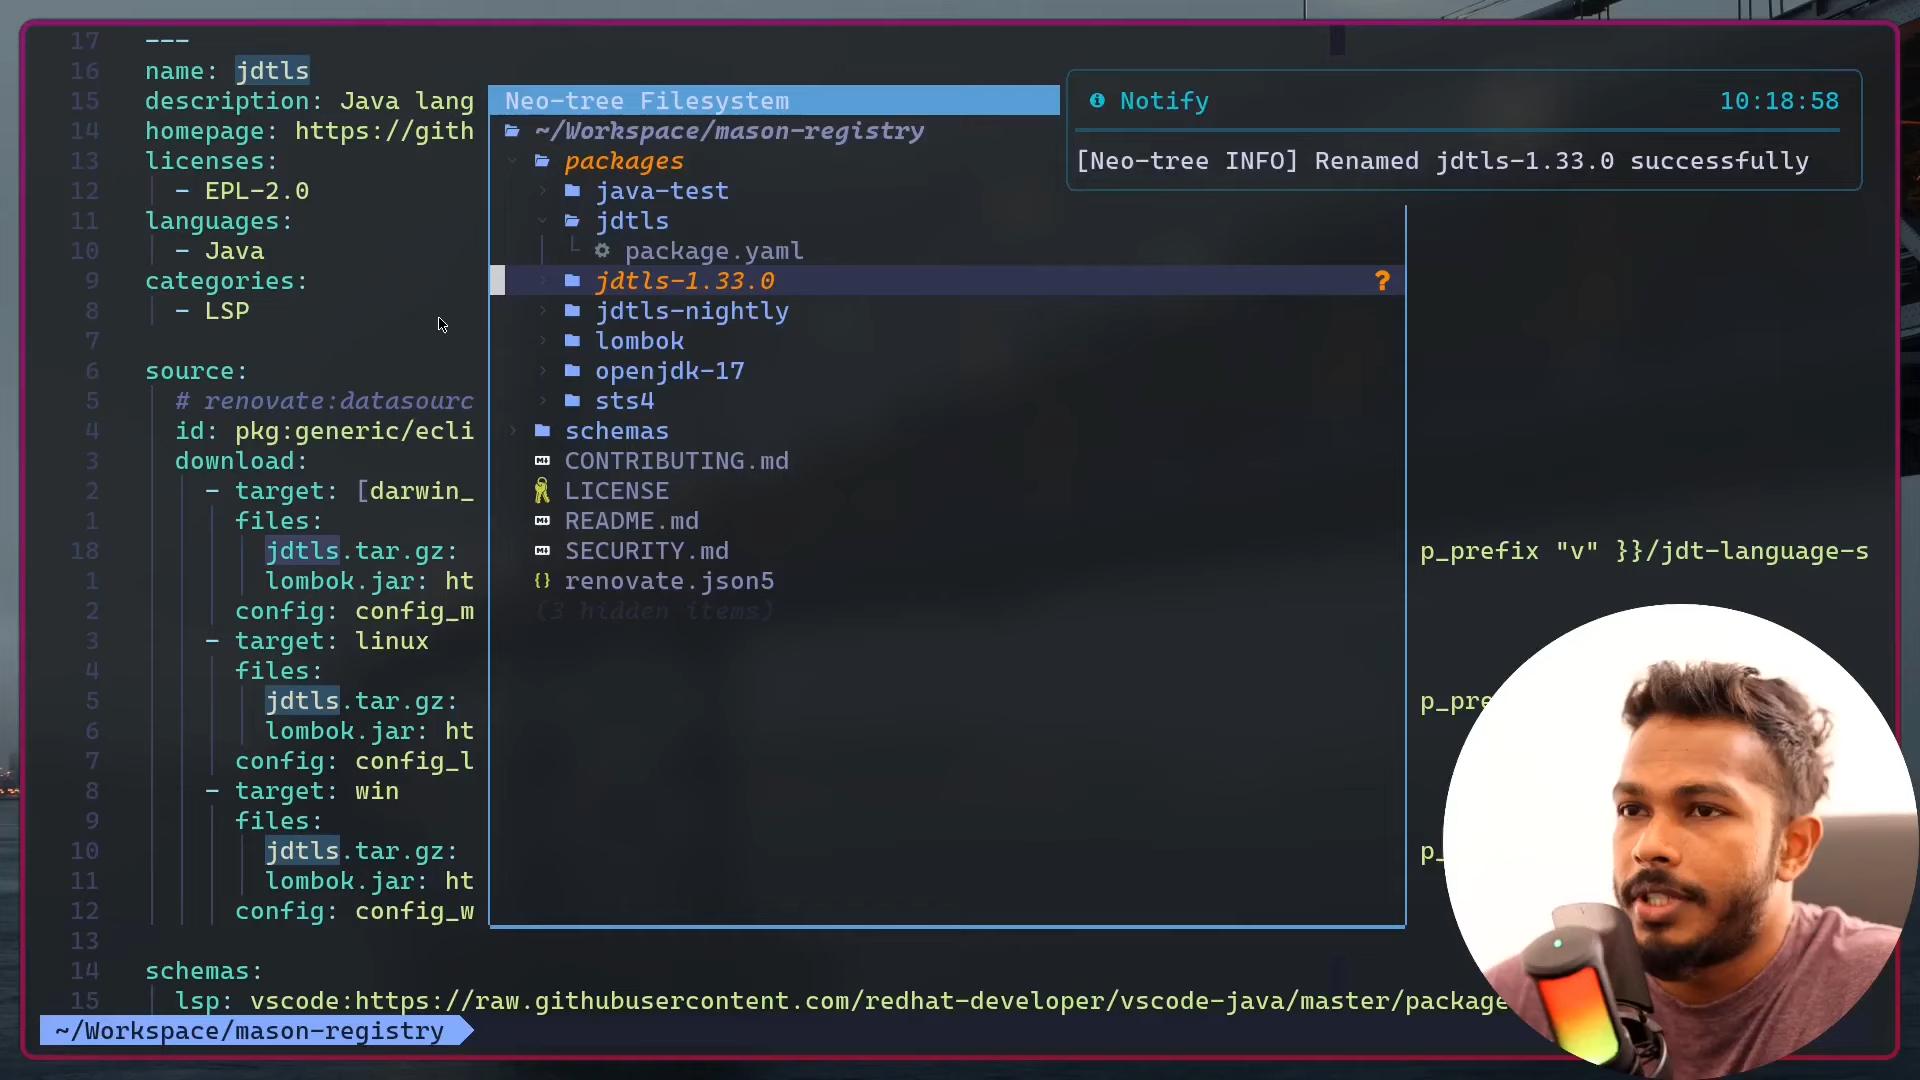 17 ---
16 name: jdtls
15 description: Java lang
14 homepage: https://gith
13 licenses:
12 - EPL-2.0
11 languages:
10 - Java
9 categories:
8 - LSP
7
6 source:
5 # renovate:datasourc
4 id: pkg:generic/ecli
3 download:
2 - target: [darwin_
1 files:
18 jdtls.tar.gz:
1 lombok.jar: ht
2 config: config_m
3 - target: linux
4 files:
5 jdtls.tar.gz:
6 lombok.jar: ht
7 config: config_l
8 - target: win
9 files:
10 jdtls.tar.gz:
11 lombok.jar: ht
12 config: config_w
13
14 schemas:
15 lsp: vscode:https://raw.githubusercontent.com/redhat-developer/vscode-java/master/package
~/Workspace/mason-registry
Neo-tree Filesystem
~/Workspace/mason-registry
packages
java-test
jdtls
package.yaml
jdtls-1.33.0 ?
jdtls-nightly
lombok
openjdk-17
sts4
schemas
CONTRIBUTING.md
LICENSE
README.md
SECURITY.md
renovate.json5
(3 hidden items)
Notify 10:18:58
[Neo-tree INFO] Renamed jdtls-1.33.0 successfully
p_prefix "v" }}/jdt-language-s
p_pre
p_